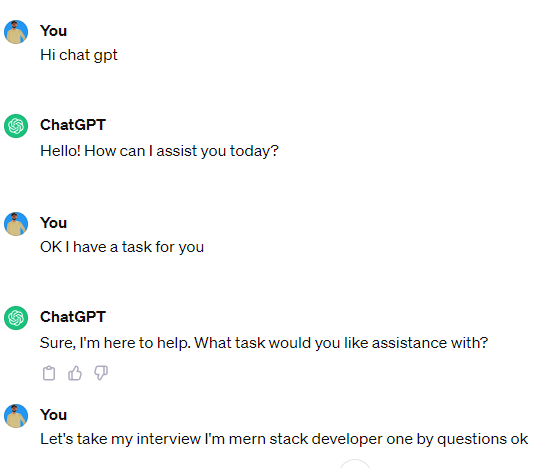 You
Hi chat gpt
ChatGPT
Hello! How can I assist you today?
You
OK I have a task for you
ChatGPT
Sure, I'm here to help. What task would you like assistance with?
You
Let's take my interview I'm mern stack developer one by questions ok